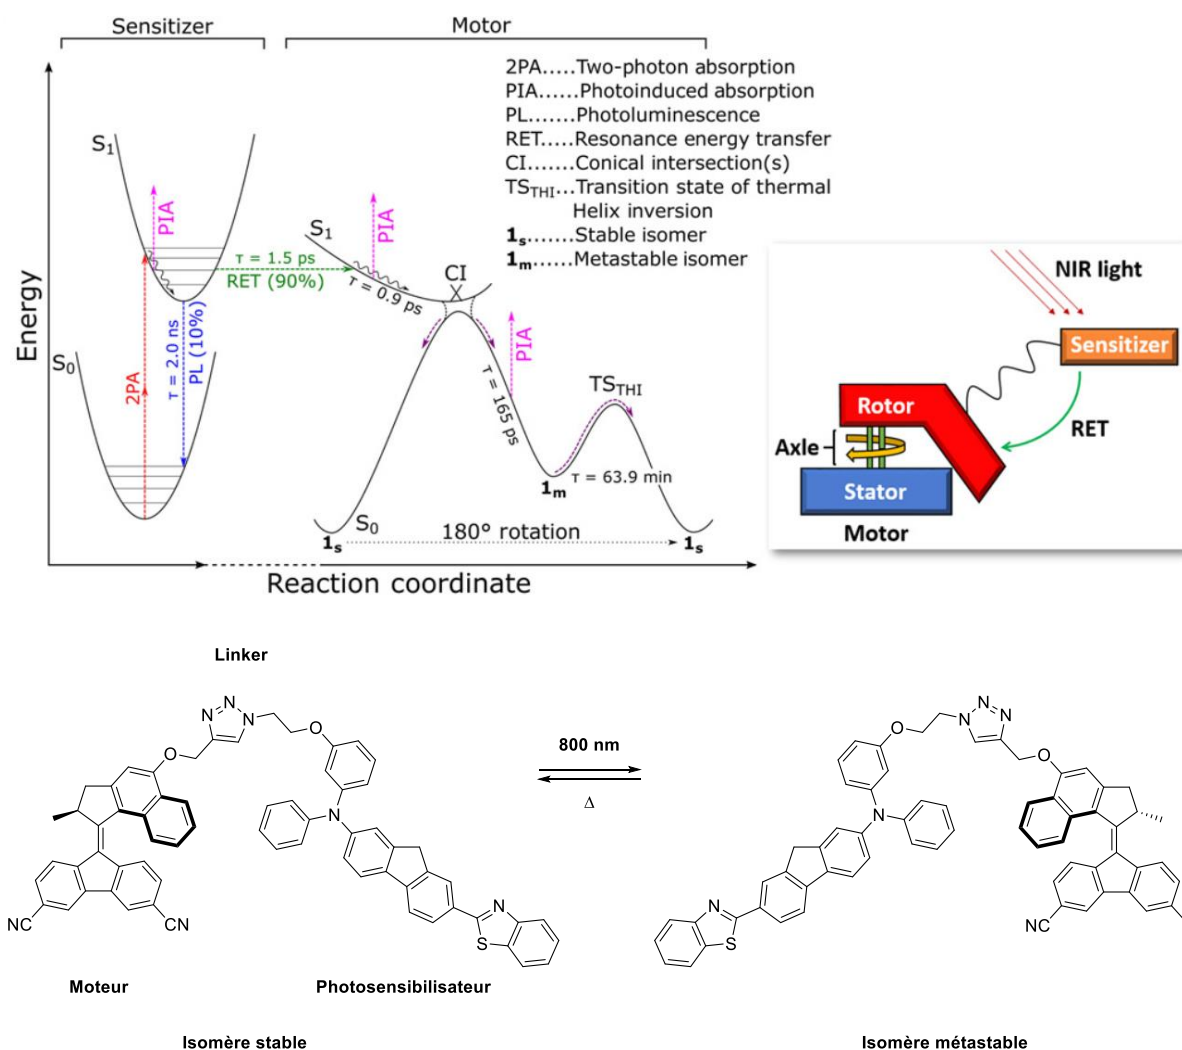 Sensitizer
Motor
2PA.....Two-photon absorption
PIA......Photoinduced absorption
PL.......Photoluminescence
RET.....Resonance energy transfer
CI.......Conical intersection(s)
TSTHI...Transition state of thermal
Helix inversion
1s.......Stable isomer
1m......Metastable isomer
Energy
S1
PIA
τ = 1.5 ps
RET (90%)
S0
2PA
τ = 2.0 ns
PL (10%)
S1
PIA
τ = 0.9 ps
CI
PIA
τ = 165 ps
TSTHI
1m
τ = 63.9 min
S0
1s
180° rotation
1s
Reaction coordinate
NIR light
Sensitizer
Rotor
RET
Axle
Stator
Motor
Linker
N
N
N
O
O
N
N
S
NC
CN
Moteur
Photosensibilisateur
Isomère stable
800 nm
Δ
N
N
N
O
O
N
N
S
NC
Isomère métastable